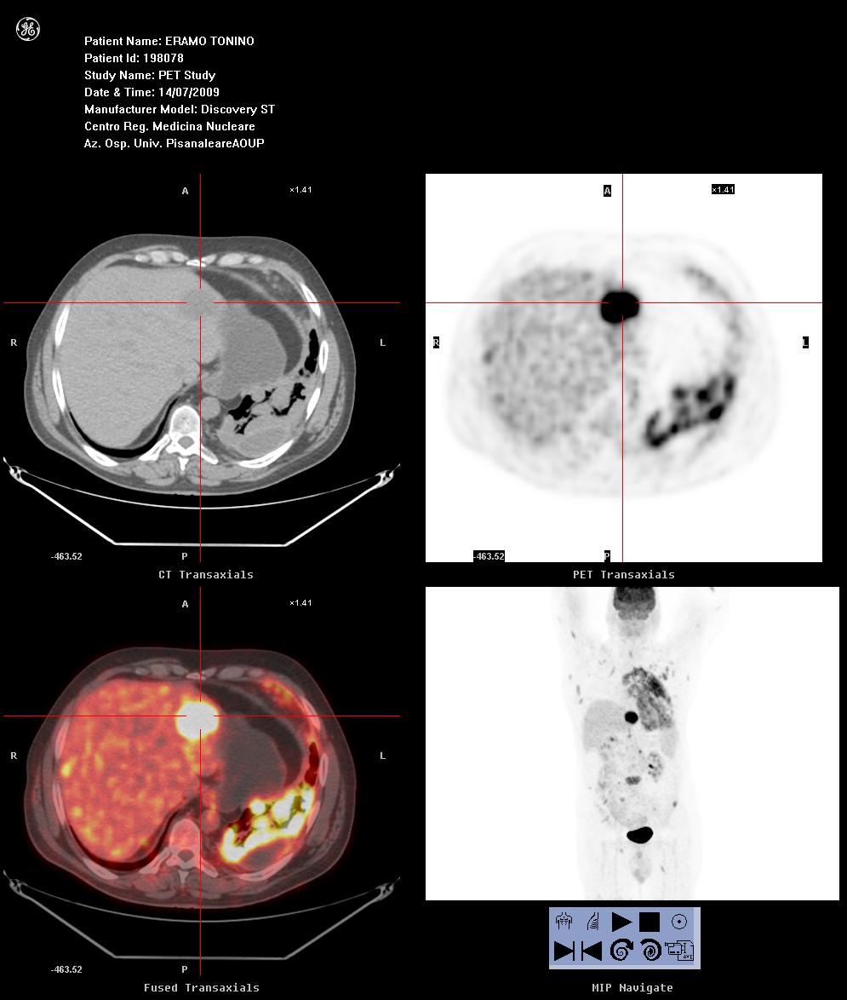 GE
Patient Name: ERAMO TONINO
Patient Id: 198078
Study Name: PET Study
Date & Time: 14/07/2009
Manufacturer Model: Discovery ST
Centro Reg. Medicina Nucleare
Az. Osp. Univ. PisanaleareAOUP
A
×1.41
R
L
-463.52
P
CT Transaxials
A
×1.41
R
L
-463.52
P
PET Transaxials
A
×1.41
R
L
-463.52
P
Fused Transaxials
MIP Navigate